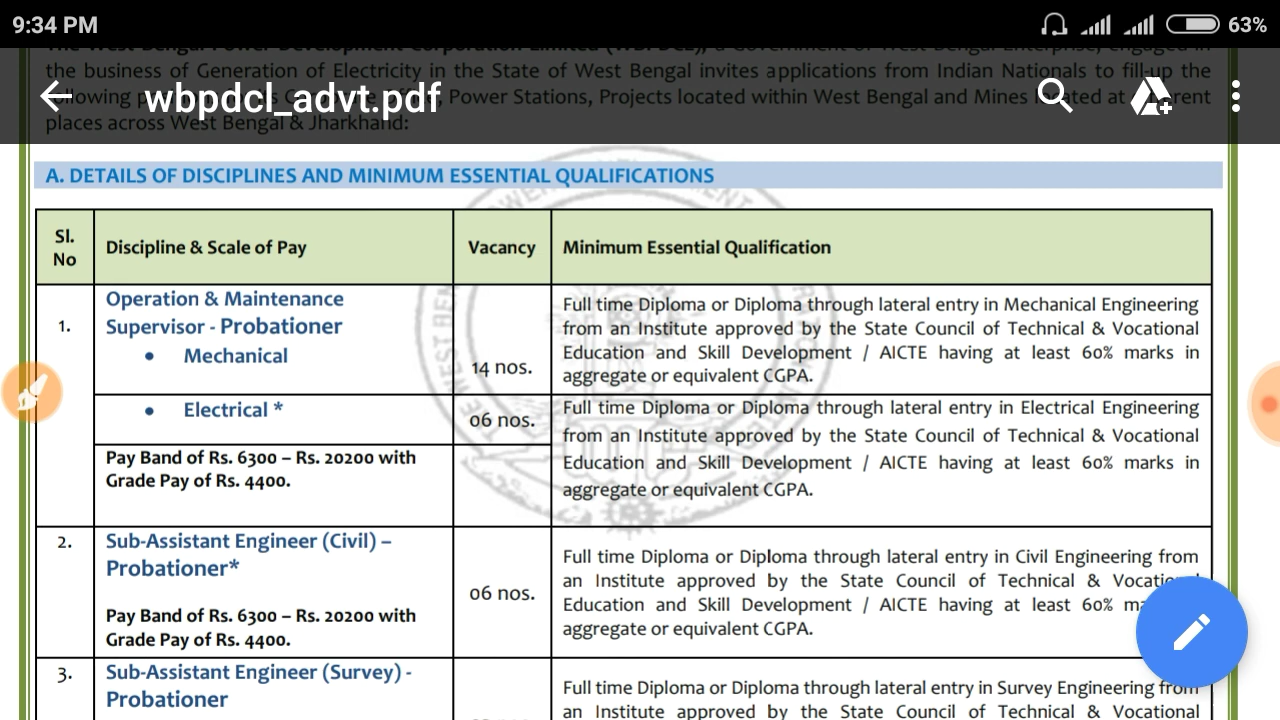 9:34 PM
63%
the business of Generation of Electricity in the State of West Bengal invites applications from Indian Nationals to fill-up the
wbpdcl_advt.pdf
Power Stations, Projects located within West Bengal and Mines
places across West Bengal & Jharkhand:
A. DETAILS OF DISCIPLINES AND MINIMUM ESSENTIAL QUALIFICATIONS
Sl. No
Discipline & Scale of Pay
Vacancy
Minimum Essential Qualification
1.
Operation & Maintenance
Supervisor - Probationer
• Mechanical
14 nos.
Full time Diploma or Diploma through lateral entry in Mechanical Engineering
from an Institute approved by the State Council of Technical & Vocational
Education and Skill Development / AICTE having at least 60% marks in
aggregate or equivalent CGPA.
• Electrical *
06 nos.
Full time Diploma or Diploma through lateral entry in Electrical Engineering
from an Institute approved by the State Council of Technical & Vocational
Education and Skill Development / AICTE having at least 60% marks in
aggregate or equivalent CGPA.
Pay Band of Rs. 6300 – Rs. 20200 with
Grade Pay of Rs. 4400.
2.
Sub-Assistant Engineer (Civil) –
Probationer*
Pay Band of Rs. 6300 – Rs. 20200 with
Grade Pay of Rs. 4400.
06 nos.
Full time Diploma or Diploma through lateral entry in Civil Engineering from
an Institute approved by the State Council of Technical &
Education and Skill Development / AICTE having at least 60%
aggregate or equivalent CGPA.
3.
Sub-Assistant Engineer (Survey) -
Probationer
Full time Diploma or Diploma through lateral entry in Survey Engineering from
an Institute approved by the State Council of Technical & Vocational